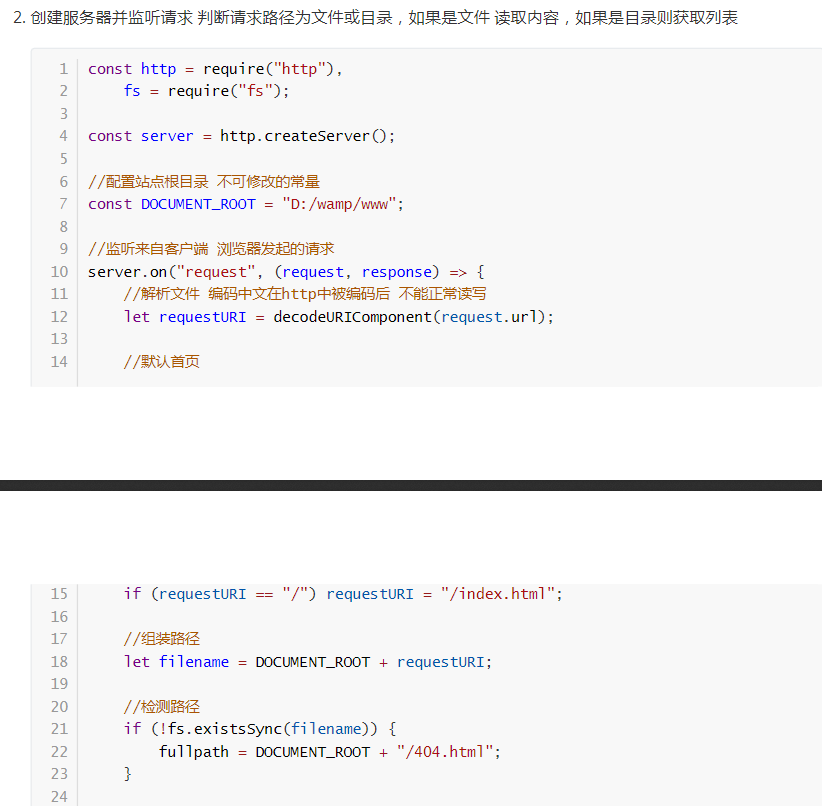 2. 创建服务器并监听请求 判断请求路径为文件或目录，如果是文件 读取内容，如果是目录则获取列表
1 const http = require("http"),
2     fs = require("fs");
3
4 const server = http.createServer();
5
6 //配置站点根目录 不可修改的常量
7 const DOCUMENT_ROOT = "D:/wamp/www";
8
9 //监听来自客户端 浏览器发起的请求
10 server.on("request", (request, response) => {
11     //解析文件 编码中文在http中被编码后 不能正常读写
12     let requestURI = decodeURIComponent(request.url);
13
14     //默认首页
15     if (requestURI == "/") requestURI = "/index.html";
16
17     //组装路径
18     let filename = DOCUMENT_ROOT + requestURI;
19
20     //检测路径
21     if (!fs.existsSync(filename)) {
22         fullpath = DOCUMENT_ROOT + "/404.html";
23     }
24